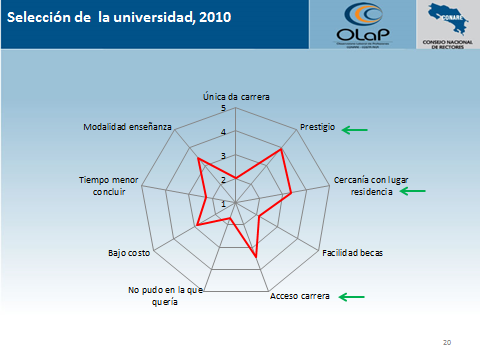 Selección de la universidad, 2010
OLaP
CONARE
CONSEJO NACIONAL
DE RECTORES
Única da carrera
5
4
3
2
1
Prestigio
Cercanía con lugar
residencia
Facilidad becas
Acceso carrera
No pudo en la que
quería
Bajo costo
Tiempo menor
concluir
Modalidad enseñanza
20